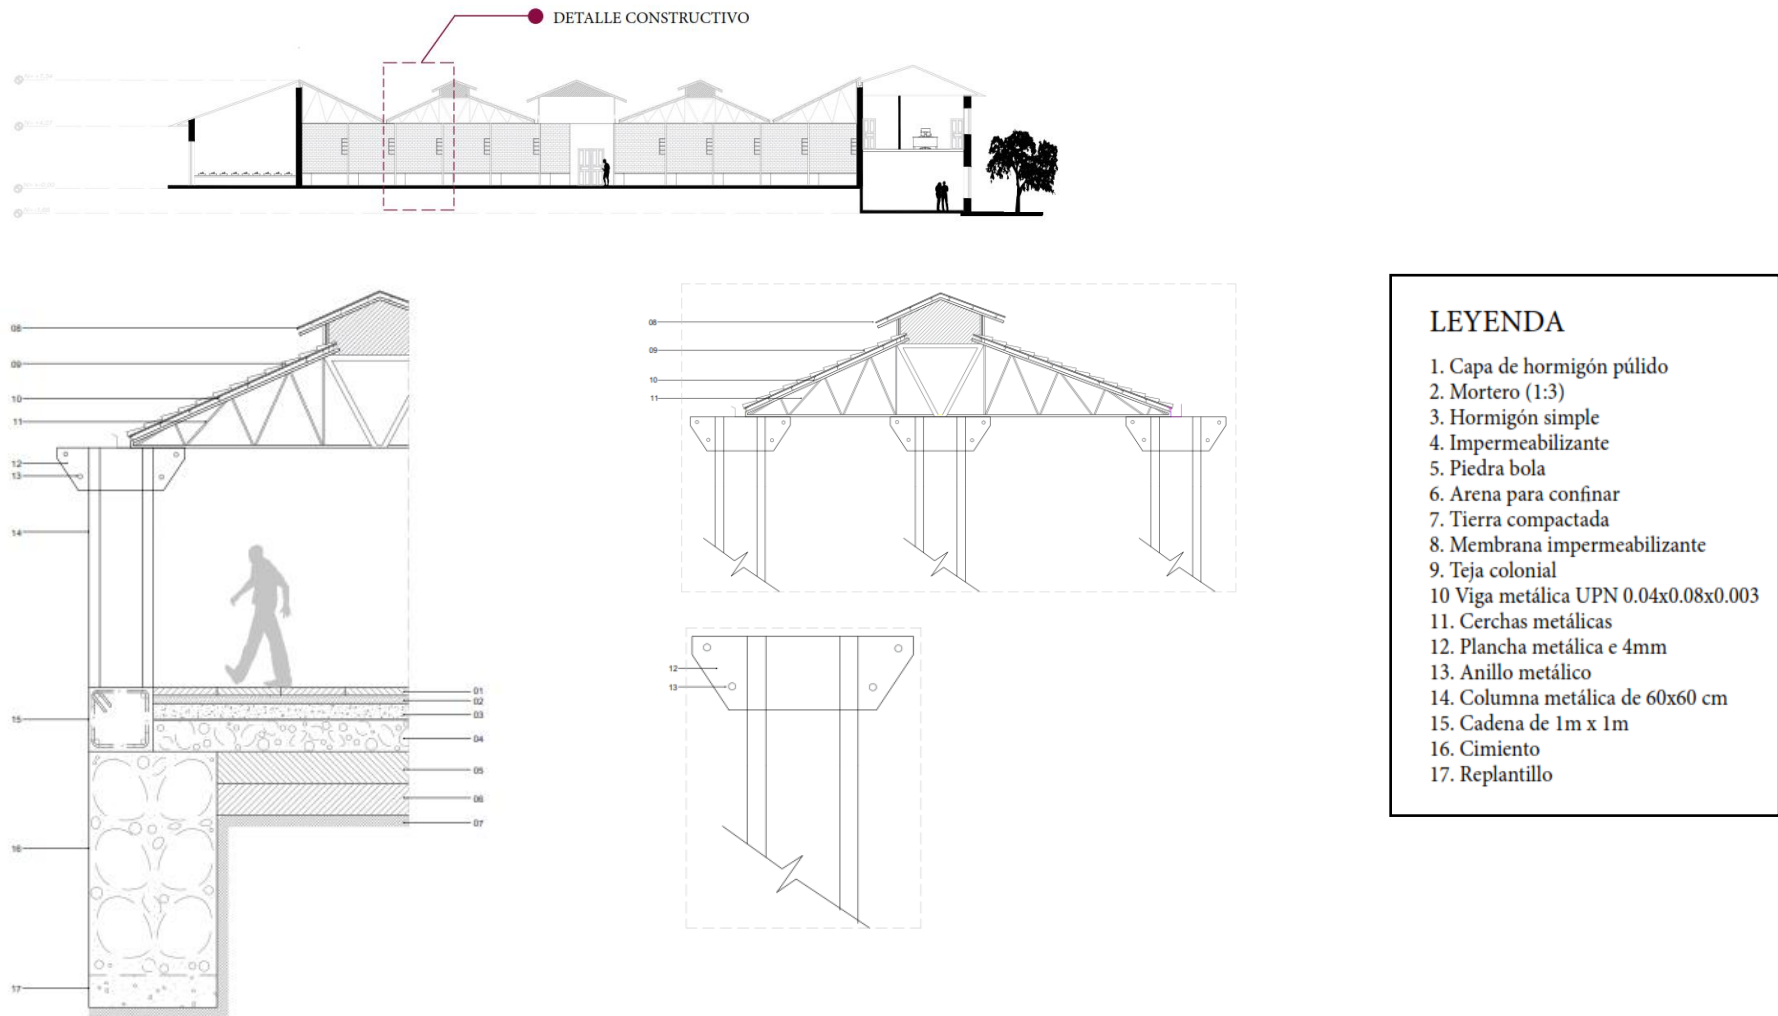 DETALLE CONSTRUCTIVO
08
09
10
11
12
13
14
15
16
17
01
02
03
04
05
06
07
08
09
10
11
12
13
LEYENDA
1. Capa de hormigón púlido
2. Mortero (1:3)
3. Hormigón simple
4. Impermeabilizante
5. Piedra bola
6. Arena para confinar
7. Tierra compactada
8. Membrana impermeabilizante
9. Teja colonial
10 Viga metálica UPN 0.04x0.08x0.003
11. Cerchas metálicas
12. Plancha metálica e 4mm
13. Anillo metálico
14. Columna metálica de 60x60 cm
15. Cadena de 1m x 1m
16. Cimiento
17. Replantillo